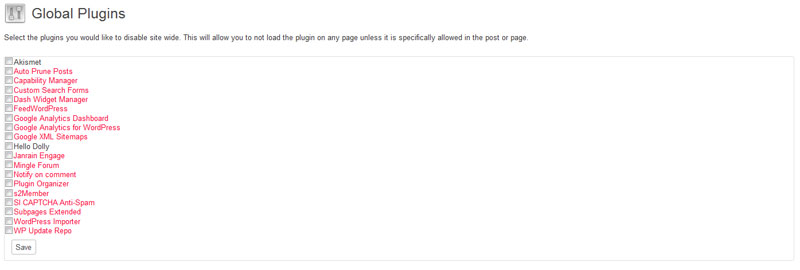 Global Plugins
Select the plugins you would like to disable site wide. This will allow you to not load the plugin on any page unless it is specifically allowed in the post or page.
Akismet
Auto Prune Posts
Capability Manager
Custom Search Forms
Dash Widget Manager
FeedWordPress
Google Analytics Dashboard
Google Analytics for WordPress
Google XML Sitemaps
Hello Dolly
Janrain Engage
Mingle Forum
Notify on comment
Plugin Organizer
s2Member
SI CAPTCHA Anti-Spam
Subpages Extended
WordPress Importer
WP Update Repo
Save